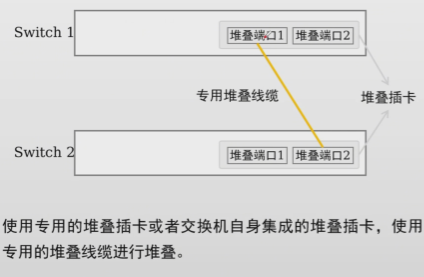 Switch 1
堆叠端口1 堆叠端口2
专用堆叠线缆
堆叠插卡
Switch 2
堆叠端口1 堆叠端口2
使用专用的堆叠插卡或者交换机自身集成的堆叠插卡，使用
专用的堆叠线缆进行堆叠。